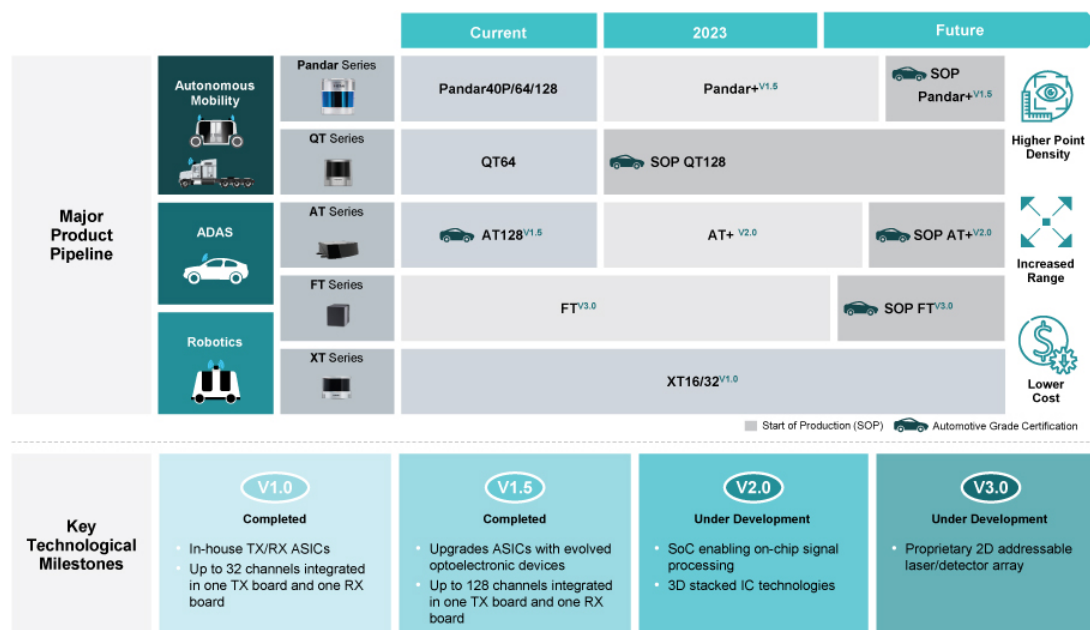 Current
2023
Future
Major
Product
Pipeline
Autonomous
Mobility
Pandar Series
Pandar40P/64/128
Pandar+V1.5
SOP
Pandar+V1.5
QT Series
QT64
SOP QT128
ADAS
AT Series
AT128V1.5
AT+ V2.0
SOP AT+V2.0
FT Series
FTV3.0
SOP FTV3.0
Robotics
XT Series
XT16/32V1.0
Higher Point
Density
Increased
Range
Lower
Cost
Start of Production (SOP)
Automotive Grade Certification
Key
Technological
Milestones
V1.0
Completed
• In-house TX/RX ASICs
• Up to 32 channels integrated
in one TX board and one RX
board
V1.5
Completed
• Upgrades ASICs with evolved
optoelectronic devices
• Up to 128 channels integrated
in one TX board and one RX
board
V2.0
Under Development
• SoC enabling on-chip signal
processing
• 3D stacked IC technologies
V3.0
Under Development
• Proprietary 2D addressable
laser/detector array